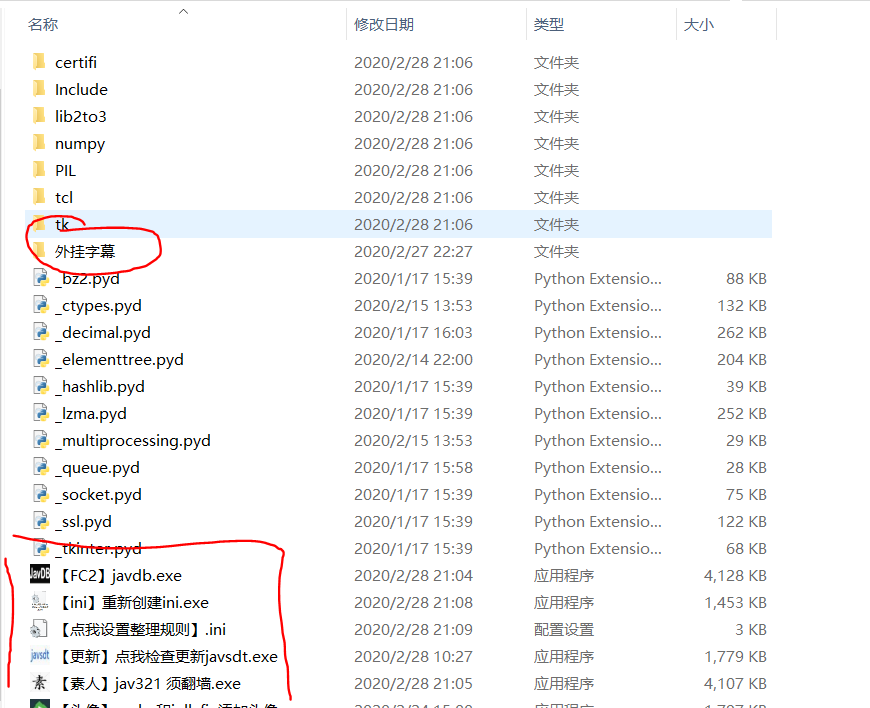 名称 修改日期 类型 大小
certifi 2020/2/28 21:06 文件夹
Include 2020/2/28 21:06 文件夹
lib2to3 2020/2/28 21:06 文件夹
numpy 2020/2/28 21:06 文件夹
PIL 2020/2/28 21:06 文件夹
tcl 2020/2/28 21:06 文件夹
tk 2020/2/28 21:06 文件夹
外挂字幕 2020/2/27 22:27 文件夹
_bz2.pyd 2020/1/17 15:39 Python Extensio... 88 KB
_ctypes.pyd 2020/2/15 13:53 Python Extensio... 132 KB
_decimal.pyd 2020/1/17 16:03 Python Extensio... 262 KB
_elementtree.pyd 2020/2/14 22:00 Python Extensio... 204 KB
_hashlib.pyd 2020/1/17 15:39 Python Extensio... 39 KB
_lzma.pyd 2020/1/17 15:39 Python Extensio... 252 KB
_multiprocessing.pyd 2020/2/15 13:53 Python Extensio... 29 KB
_queue.pyd 2020/1/17 15:58 Python Extensio... 28 KB
_socket.pyd 2020/1/17 15:39 Python Extensio... 75 KB
_ssl.pyd 2020/1/17 15:39 Python Extensio... 122 KB
_tkinter.pyd 2020/1/17 15:39 Python Extensio... 68 KB
JavDB 【FC2】javdb.exe 2020/2/28 21:04 应用程序 4,128 KB
【ini】重新创建ini.exe 2020/2/28 21:08 应用程序 1,453 KB
【点我设置整理规则】.ini 2020/2/28 21:09 配置设置 3 KB
javsdt 【更新】点我检查更新javsdt.exe 2020/2/28 10:27 应用程序 1,779 KB
素 【素人】jav321 须翻墙.exe 2020/2/28 21:05 应用程序 4,107 KB